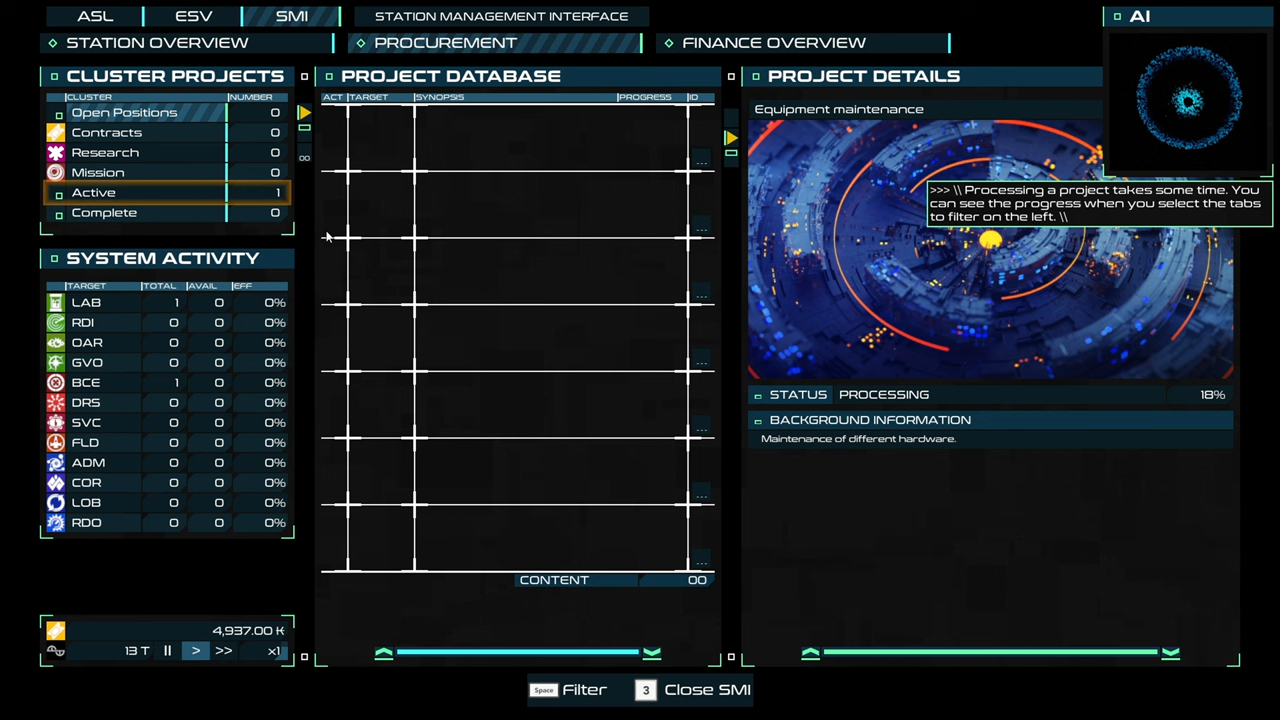 ASL ESV SMI STATION MANAGEMENT INTERFACE
STATION OVERVIEW PROCUREMENT FINANCE OVERVIEW
AI
CLUSTER PROJECTS
CLUSTER NUMBER
Open Positions 0
Contracts 0
Research 0
Mission 0
Active 1
Complete 0
SYSTEM ACTIVITY
TARGET TOTAL AVAIL EFF
LAB 1 0 0%
RDI 0 0 0%
OAR 0 0 0%
GVO 0 0 0%
BCE 1 0 0%
DRS 0 0 0%
SVC 0 0 0%
FLD 0 0 0%
ADM 0 0 0%
COR 0 0 0%
LOB 0 0 0%
RDO 0 0 0%
4,937.00 K
13 T || > >> x1
00
PROJECT DATABASE
ACT TARGET SYNOPSIS PROGRESS ID
---
---
---
---
---
---
---
CONTENT 00
PROJECT DETAILS
Equipment maintenance
>>> \\ Processing a project takes some time. You
can see the progress when you select the tabs
to filter on the left. \\
STATUS PROCESSING 18%
BACKGROUND INFORMATION
Maintenance of different hardware.
Space Filter 3 Close SMI